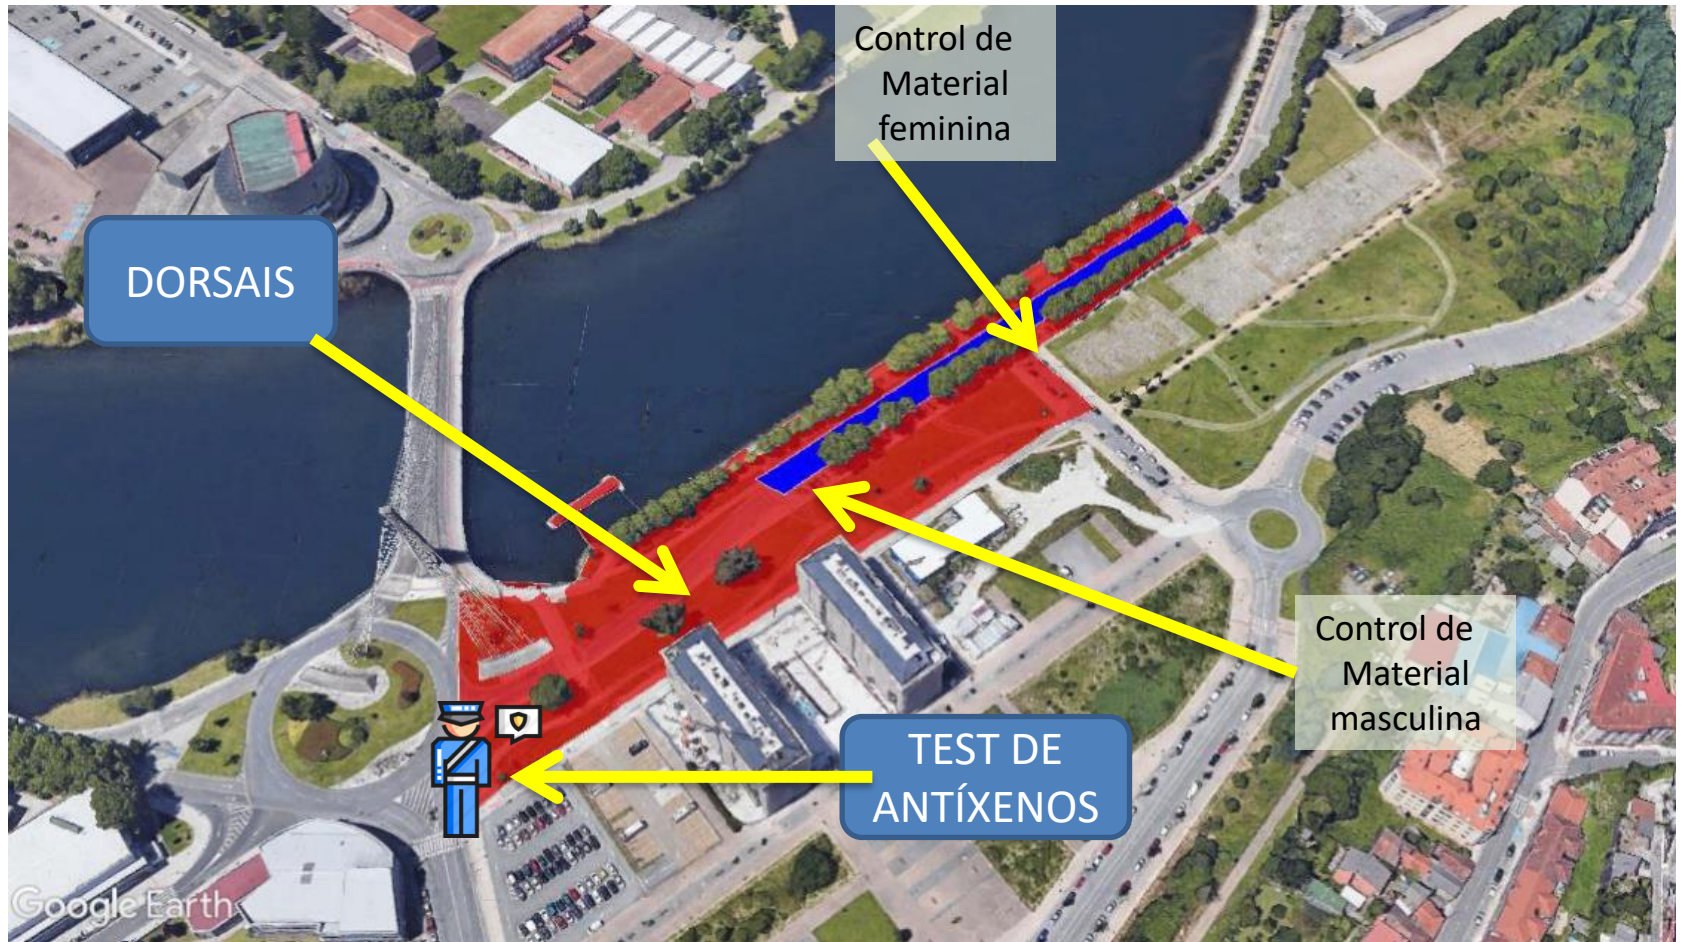 Control de
Material
feminina
DORSAIS
Control de
Material
masculina
TEST DE
ANTÍXENOS
Google Earth